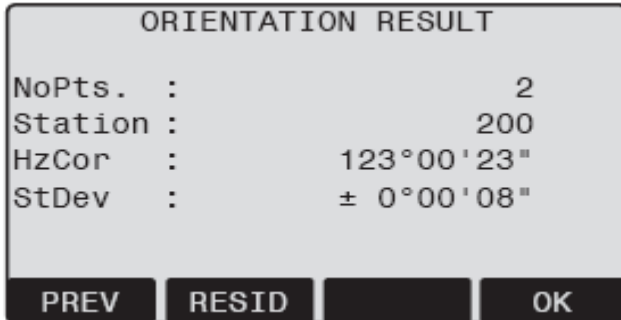 ORIENTATION RESULT
NoPts. : 2
Station : 200
HzCor : 123°00'23"
StDev : ± 0°00'08"
PREV RESID OK